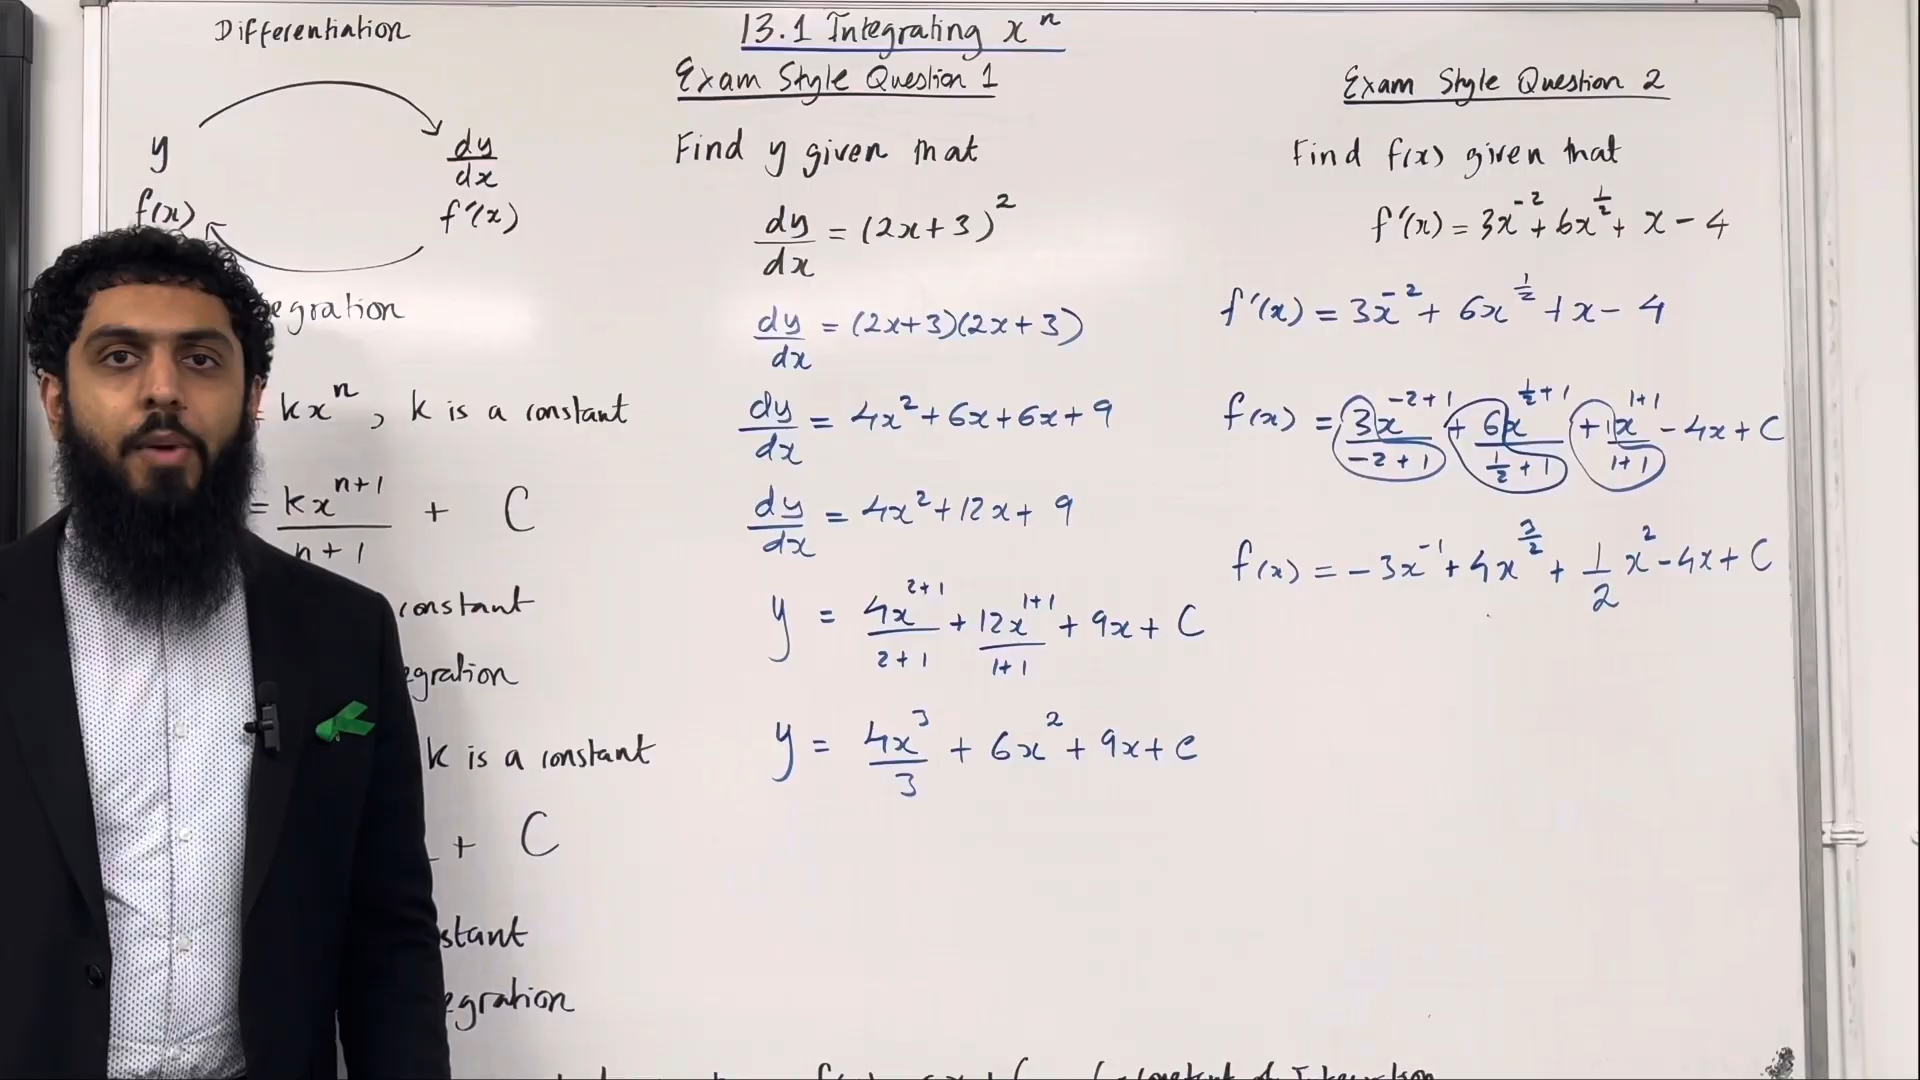 Differentiation
y
dy/dx
f(x)
f'(x)
egration
= kx^n, k is a constant
= kx^(n+1)/(n+1) + C
constant
egration
k is a constant
+ C
stant
egration
13.1 Integrating x^n
Exam Style Question 1
Find y given that
dy/dx = (2x+3)^2
dy/dx = (2x+3)(2x+3)
dy/dx = 4x^2 + 6x + 6x + 9
dy/dx = 4x^2 + 12x + 9
y = 4x^(2+1)/(2+1) + 12x^(1+1)/(1+1) + 9x + C
y = 4x^3/3 + 6x^2 + 9x + c
Exam Style Question 2
Find f(x) given that
f'(x) = 3x^-2 + 6x^(1/2) + x - 4
f'(x) = 3x^-2 + 6x^(1/2) + x - 4
f(x) = 3x^(-2+1)/(-2+1) + 6x^(1/2+1)/(1/2+1) + 1x^(1+1)/(1+1) - 4x + C
f(x) = -3x^-1 + 4x^(3/2) + 1/2 x^2 - 4x + C